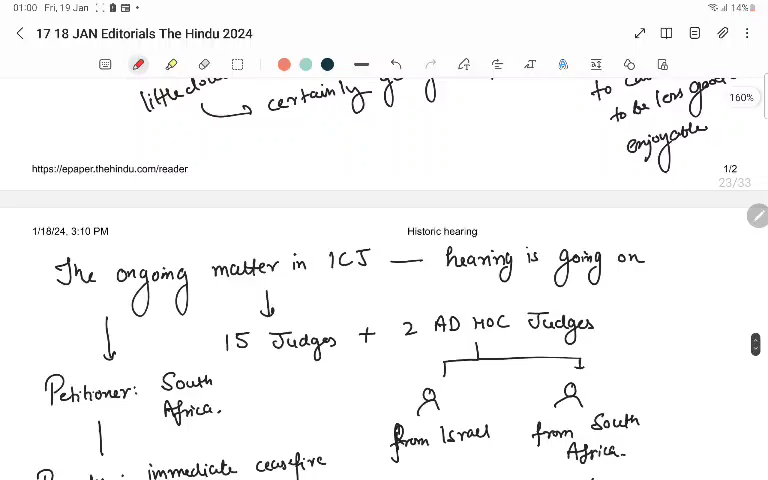 01:00 Fri, 19 Jan 14%
17 18 JAN Editorials The Hindu 2024
certainly
to be less good
enjoyable
160%
https://epaper.thehindu.com/reader 1/2
23/33
1/18/24, 3:10 PM Historic hearing
The ongoing matter in ICJ — hearing is going on
15 Judges + 2 AD HOC Judges
Petitioner: South Africa.
from Israel from South Africa.
immediate ceasefire